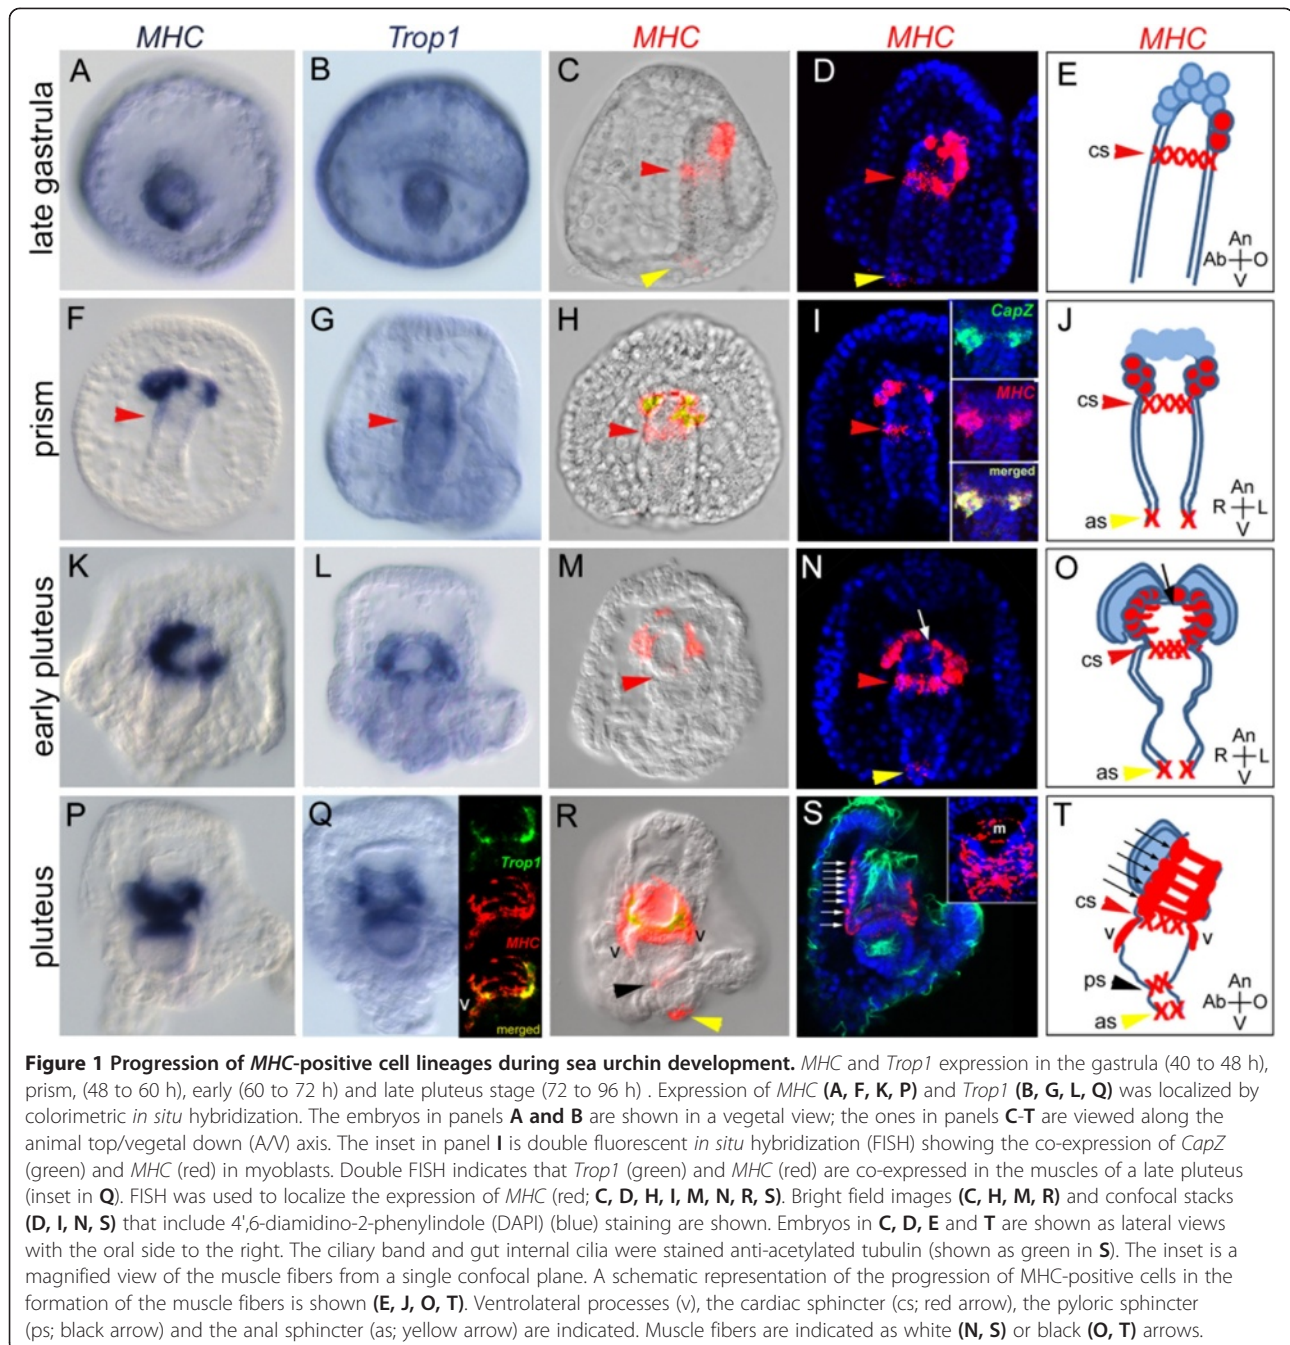 MHC Trop1 MHC MHC MHC
late gastrula
A B C D E
cs
An
Ab O
V
prism
F G H I J
CapZ
MHC
merged
cs
as
An
R L
V
early pluteus
K L M N O
cs
as
An
R L
V
pluteus
P Q R S T
Trop1
MHC
v
merged
v v
m
cs
v v
ps
as
An
Ab O
V
Figure 1 Progression of MHC-positive cell lineages during sea urchin development. MHC and Trop1 expression in the gastrula (40 to 48 h),
prism, (48 to 60 h), early (60 to 72 h) and late pluteus stage (72 to 96 h) . Expression of MHC (A, F, K, P) and Trop1 (B, G, L, Q) was localized by
colorimetric in situ hybridization. The embryos in panels A and B are shown in a vegetal view; the ones in panels C-T are viewed along the
animal top/vegetal down (A/V) axis. The inset in panel I is double fluorescent in situ hybridization (FISH) showing the co-expression of CapZ
(green) and MHC (red) in myoblasts. Double FISH indicates that Trop1 (green) and MHC (red) are co-expressed in the muscles of a late pluteus
(inset in Q). FISH was used to localize the expression of MHC (red; C, D, H, I, M, N, R, S). Bright field images (C, H, M, R) and confocal stacks
(D, I, N, S) that include 4',6-diamidino-2-phenylindole (DAPI) (blue) staining are shown. Embryos in C, D, E and T are shown as lateral views
with the oral side to the right. The ciliary band and gut internal cilia were stained anti-acetylated tubulin (shown as green in S). The inset is a
magnified view of the muscle fibers from a single confocal plane. A schematic representation of the progression of MHC-positive cells in the
formation of the muscle fibers is shown (E, J, O, T). Ventrolateral processes (v), the cardiac sphincter (cs; red arrow), the pyloric sphincter
(ps; black arrow) and the anal sphincter (as; yellow arrow) are indicated. Muscle fibers are indicated as white (N, S) or black (O, T) arrows.